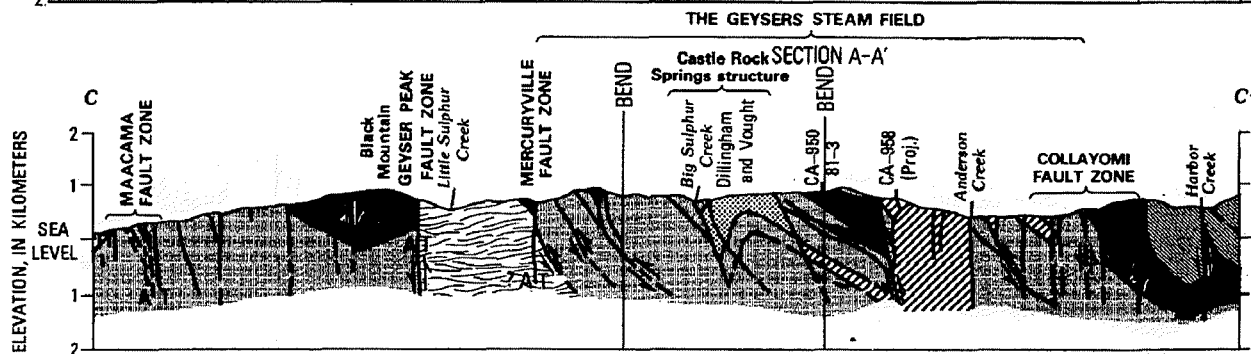 2.
THE GEYSERS STEAM FIELD
SECTION A–A′
Castle Rock
Springs structure
C
MAACAMA
FAULT ZONE
Black
Mountain
GEYSER PEAK
FAULT ZONE
Little Sulphur
Creek
MERCURYVILLE
FAULT ZONE
BEND
Big Sulphur
Creek
Dillingham
and Vought
BEND
CA–950
81–3
CA–958
(Proj.)
Anderson
Creek
COLLAYOMI
FAULT ZONE
Harbor
Creek
C'
ELEVATION, IN KILOMETERS
2
1
SEA
LEVEL
1
2
? A T